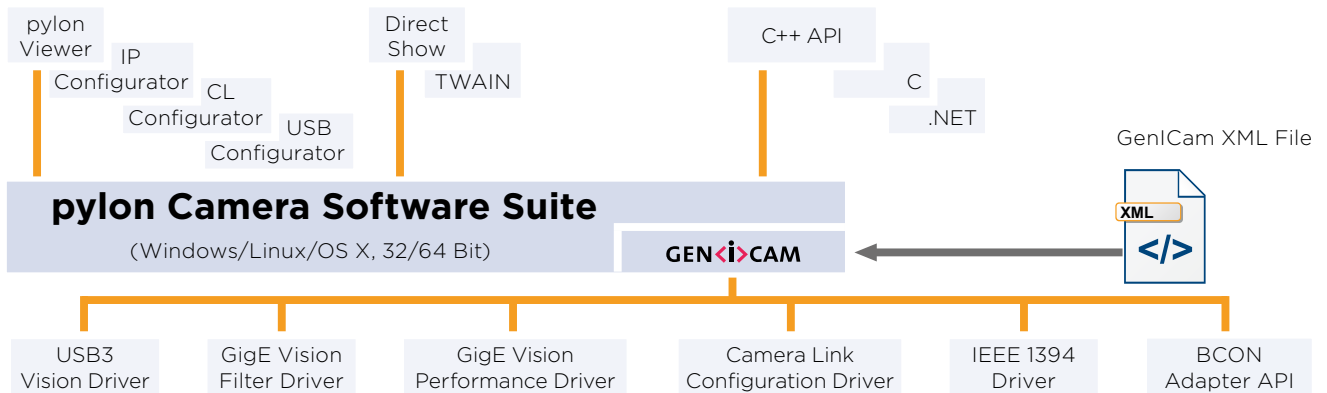 pylon
Viewer
IP
Configurator
CL
Configurator
USB
Configurator
Direct
Show
TWAIN
C++ API
C
.NET
GenICam XML File
XML
</>
pylon Camera Software Suite
(Windows/Linux/OS X, 32/64 Bit)
GEN<i>CAM
USB3
Vision Driver
GigE Vision
Filter Driver
GigE Vision
Performance Driver
Camera Link
Configuration Driver
IEEE 1394
Driver
BCON
Adapter API